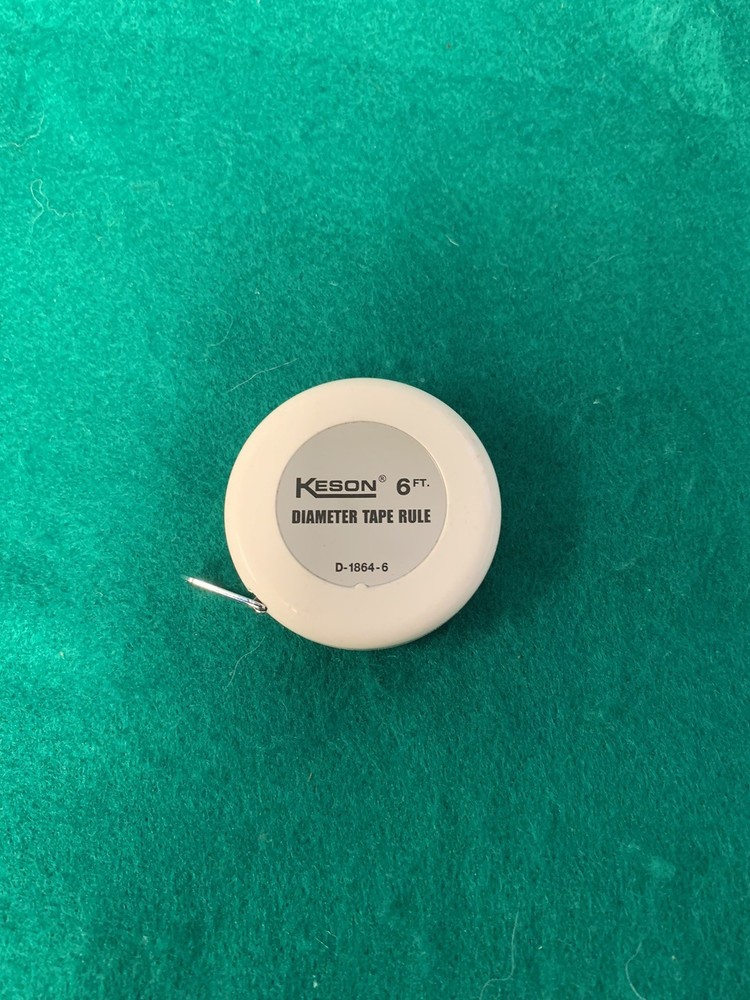 KESON® 6 FT.
DIAMETER TAPE RULE
D-1864-6